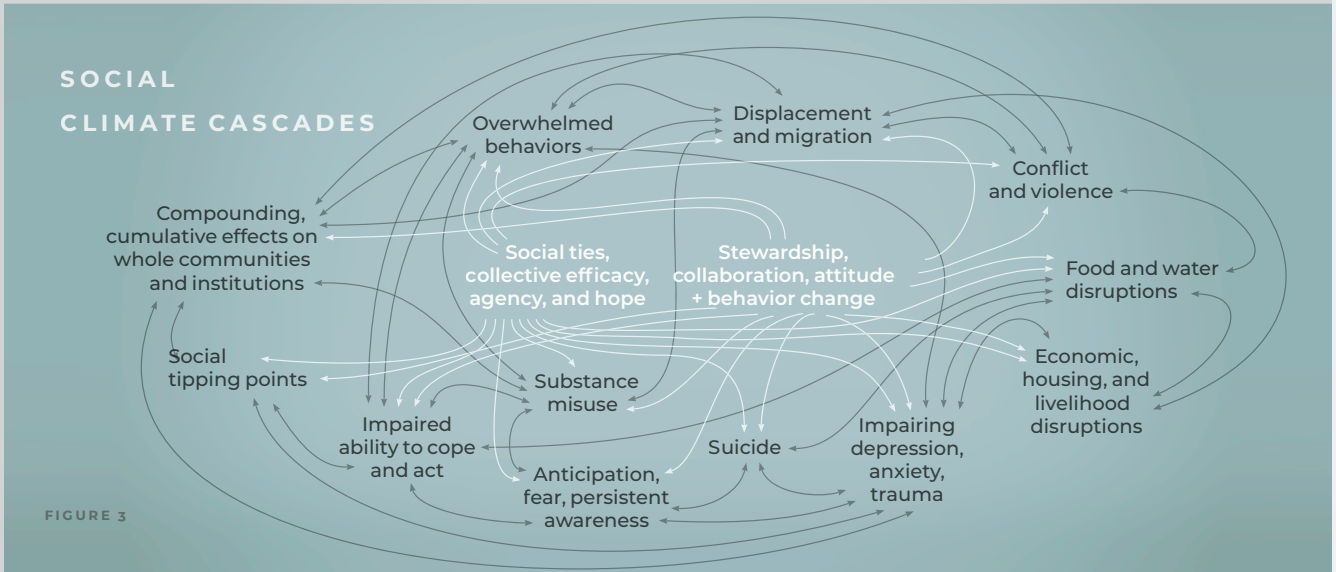 SOCIAL
CLIMATE CASCADES
Overwhelmed
behaviors
Displacement
and migration
Conflict
and violence
Compounding,
cumulative effects on
whole communities
and institutions
Social ties,
collective efficacy,
agency, and hope
Stewardship,
collaboration, attitude
+ behavior change
Food and water
disruptions
Social
tipping points
Substance
misuse
Economic,
housing, and
livelihood
disruptions
Impaired
ability to cope
and act
Suicide
Impairing
depression,
anxiety,
trauma
Anticipation,
fear, persistent
awareness
FIGURE 3